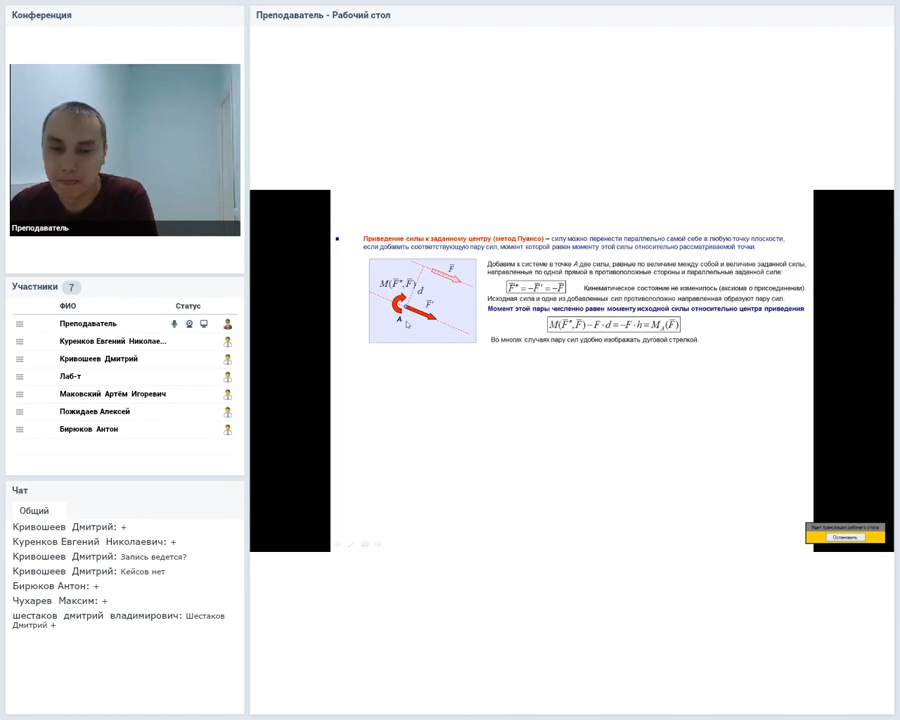 Конференция
Преподаватель
Участники 7
ФИО Статус
Преподаватель
Куренков Евгений Николае...
Кривошеев Дмитрий
Лаб-т
Маковский Артём Игоревич
Пожидаев Алексей
Бирюков Антон
Чат
Общий
Кривошеев Дмитрий: +
Куренков Евгений Николаевич: +
Кривошеев Дмитрий: Запись ведется?
Кривошеев Дмитрий: Кейсов нет
Бирюков Антон: +
Чухарев Максим: +
шестаков дмитрий владимирович: Шестаков
Дмитрий +
Преподаватель - Рабочий стол
Приведение силы к заданному центру (метод Пуансо) – силу можно перенести параллельно самой себе в любую точку плоскости,
если добавить соответствующую пару сил, момент которой равен моменту этой силы относительно рассматриваемой точки.
F
M(F″,F)
d
F′
A
Добавим к системе в точке A две силы, равные по величине между собой и величине заданной силы,
направленные по одной прямой в противоположные стороны и параллельные заданной силе:
F″ = −F′ = −F
Кинематическое состояние не изменилось (аксиома о присоединении).
Исходная сила и одна из добавленных сил противоположно направленная образуют пару сил.
Момент этой пары численно равен моменту исходной силы относительно центра приведения.
M(F″,F) − F·d = −F·h = M_A(F)
Во многих случаях пару сил удобно изображать дуговой стрелкой.
Идет трансляция рабочего стола
Остановить